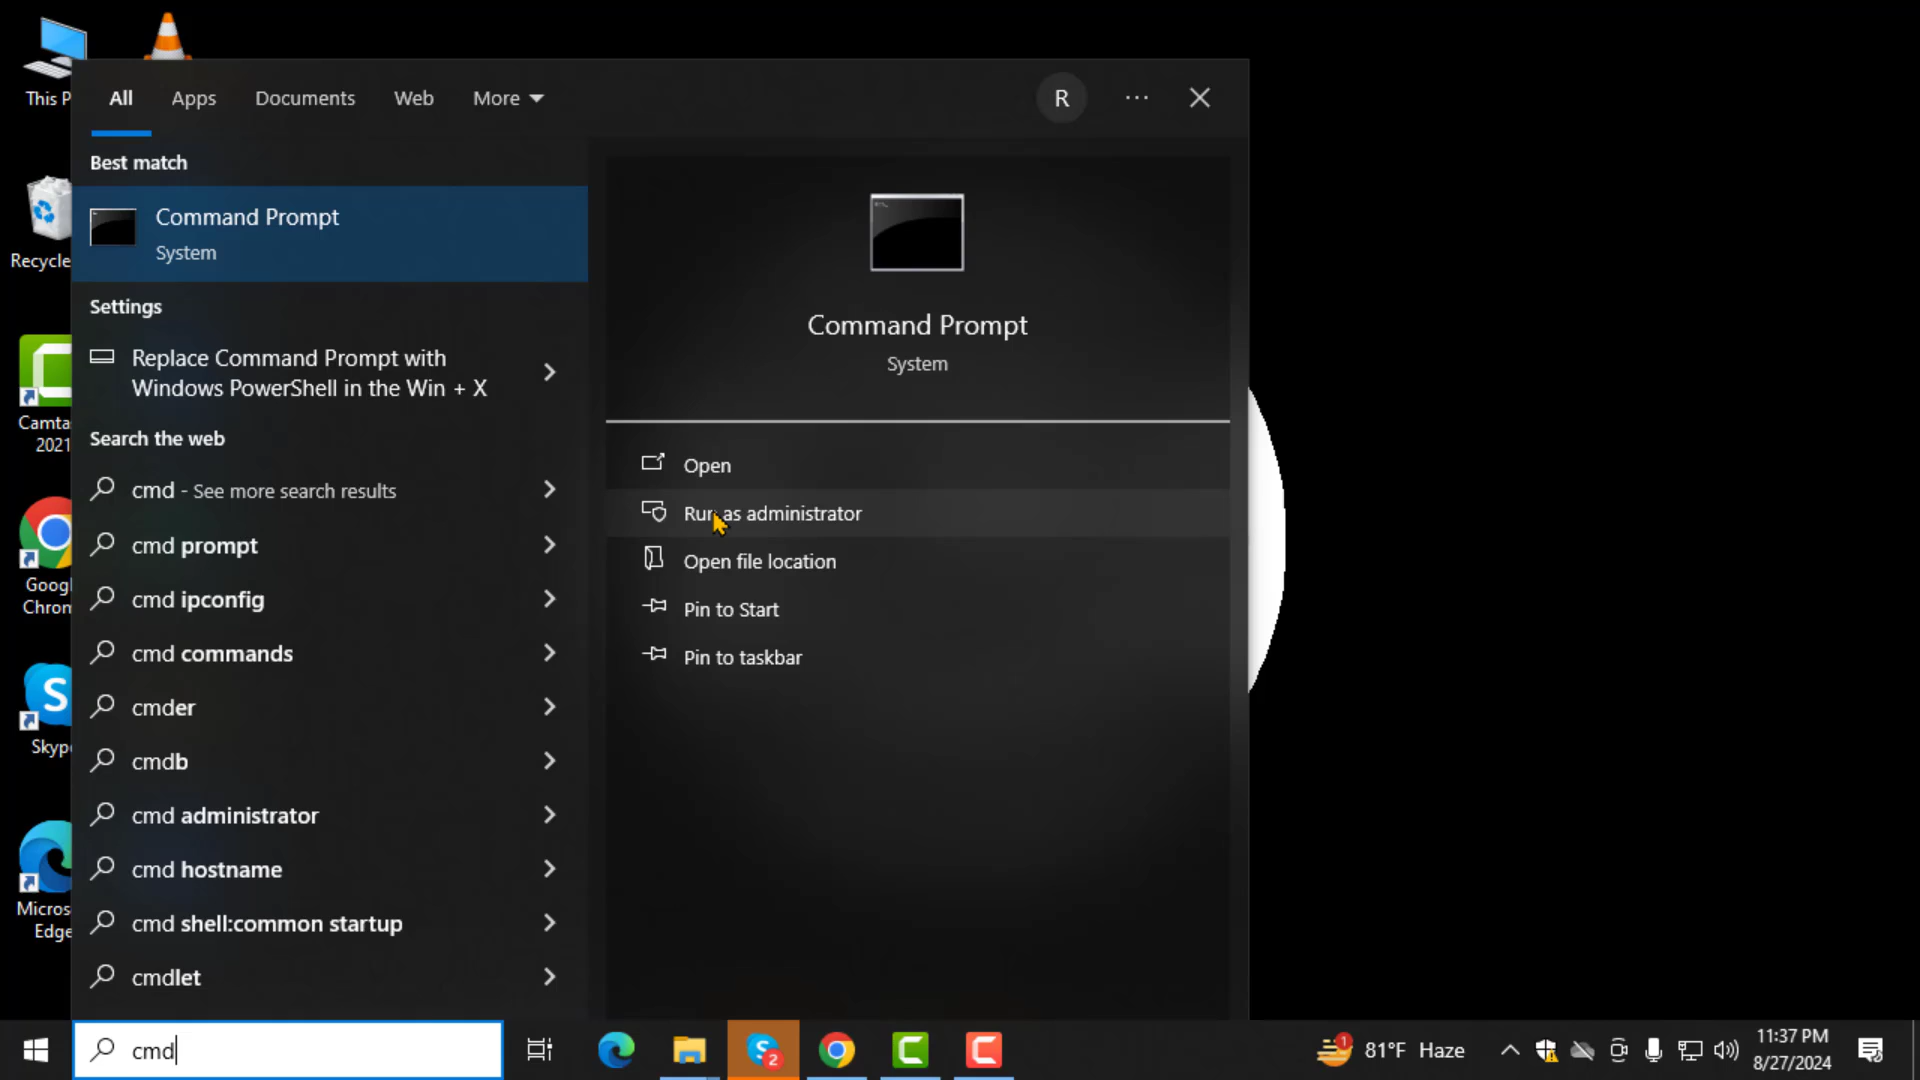 This P
Recycle
Camta
2021
Goog
Chron
Skype
Micros
Edge
All Apps Documents Web More
R
Best match
Command Prompt
System
Settings
Replace Command Prompt with
Windows PowerShell in the Win + X
Search the web
cmd - See more search results
cmd prompt
cmd ipconfig
cmd commands
cmder
cmdb
cmd administrator
cmd hostname
cmd shell:common startup
cmdlet
Command Prompt
System
Open
Run as administrator
Open file location
Pin to Start
Pin to taskbar
cmd
2
1
81°F Haze
11:37 PM
8/27/2024